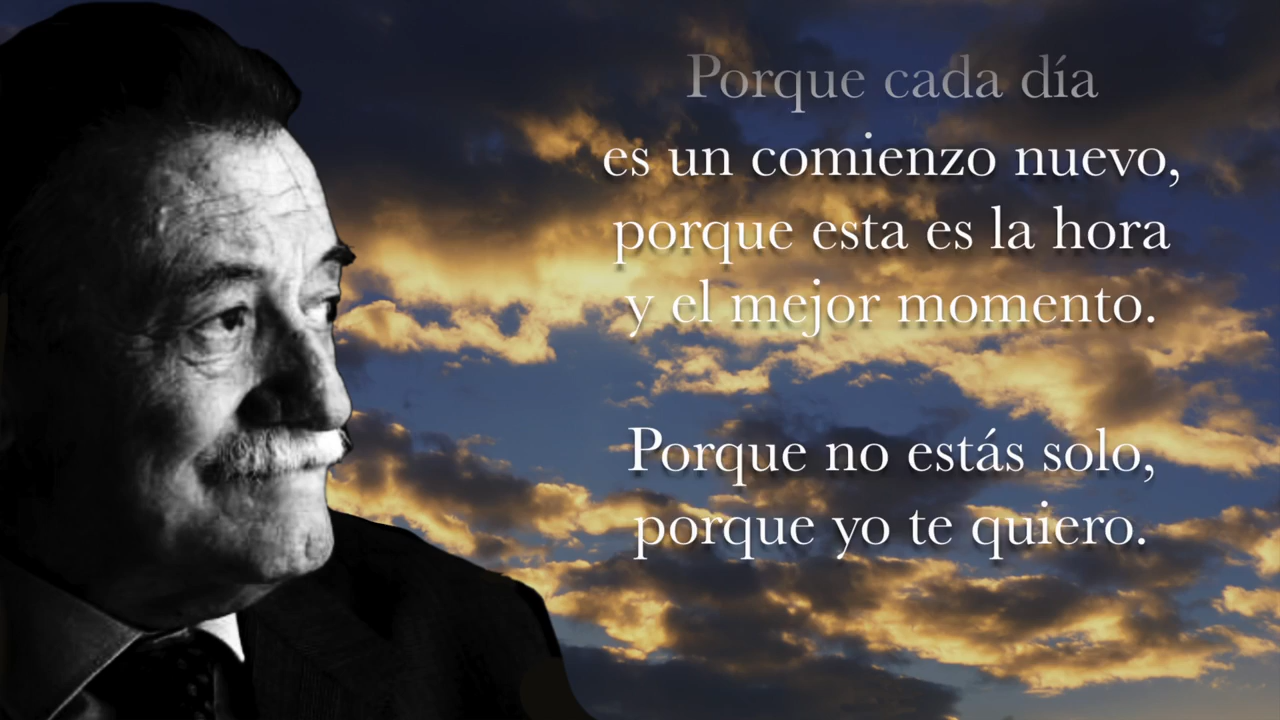 Porque cada día
es un comienzo nuevo,
porque esta es la hora
y el mejor momento.
Porque no estás solo,
porque yo te quiero.